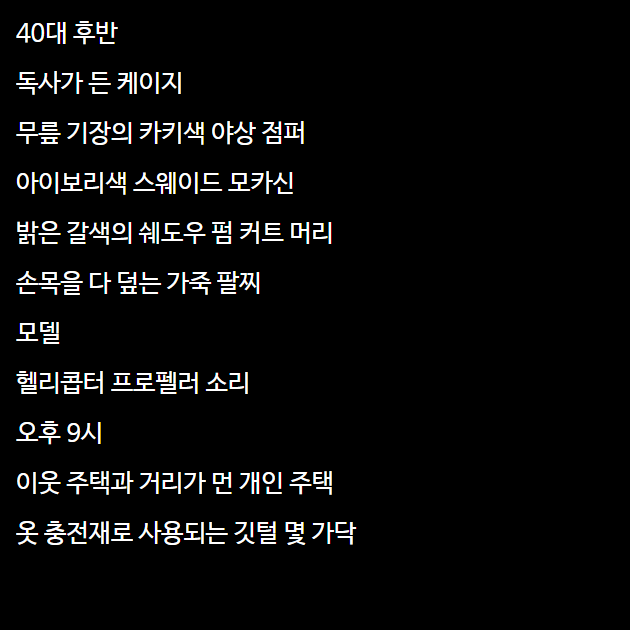 40대 후반
독사가 든 케이지
무릎 기장의 카키색 야상 점퍼
아이보리색 스웨이드 모카신
밝은 갈색의 쉐도우 펌 커트 머리
손목을 다 덮는 가죽 팔찌
모델
헬리콥터 프로펠러 소리
오후 9시
이웃 주택과 거리가 먼 개인 주택
옷 충전재로 사용되는 깃털 몇 가닥